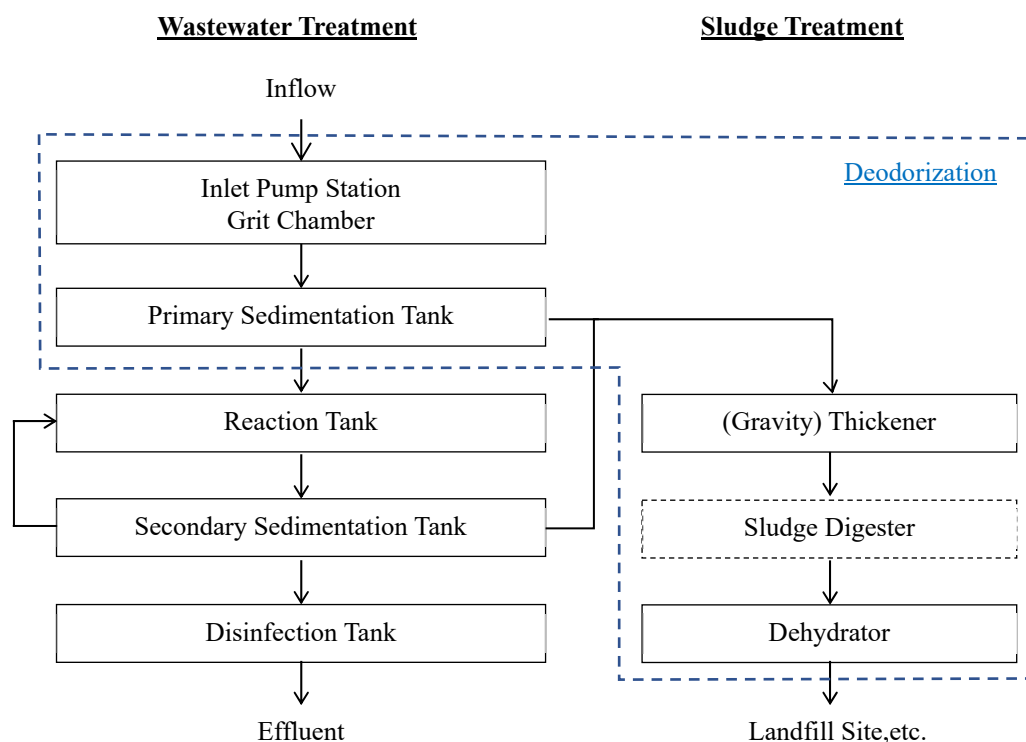 Wastewater Treatment
Sludge Treatment
Inflow
Deodorization
Inlet Pump Station
Grit Chamber
Primary Sedimentation Tank
Reaction Tank
(Gravity) Thickener
Secondary Sedimentation Tank
Sludge Digester
Disinfection Tank
Dehydrator
Effluent
Landfill Site,etc.